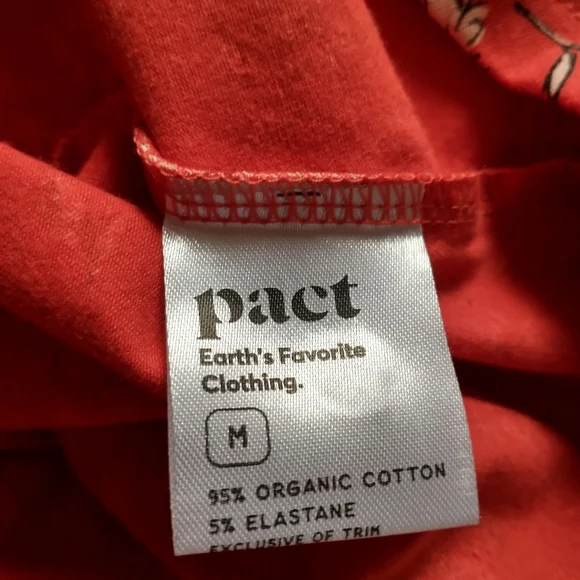 pact
Earth's Favorite
Clothing.
M
95% ORGANIC COTTON
5% ELASTANE
EXCLUSIVE OF TRIM